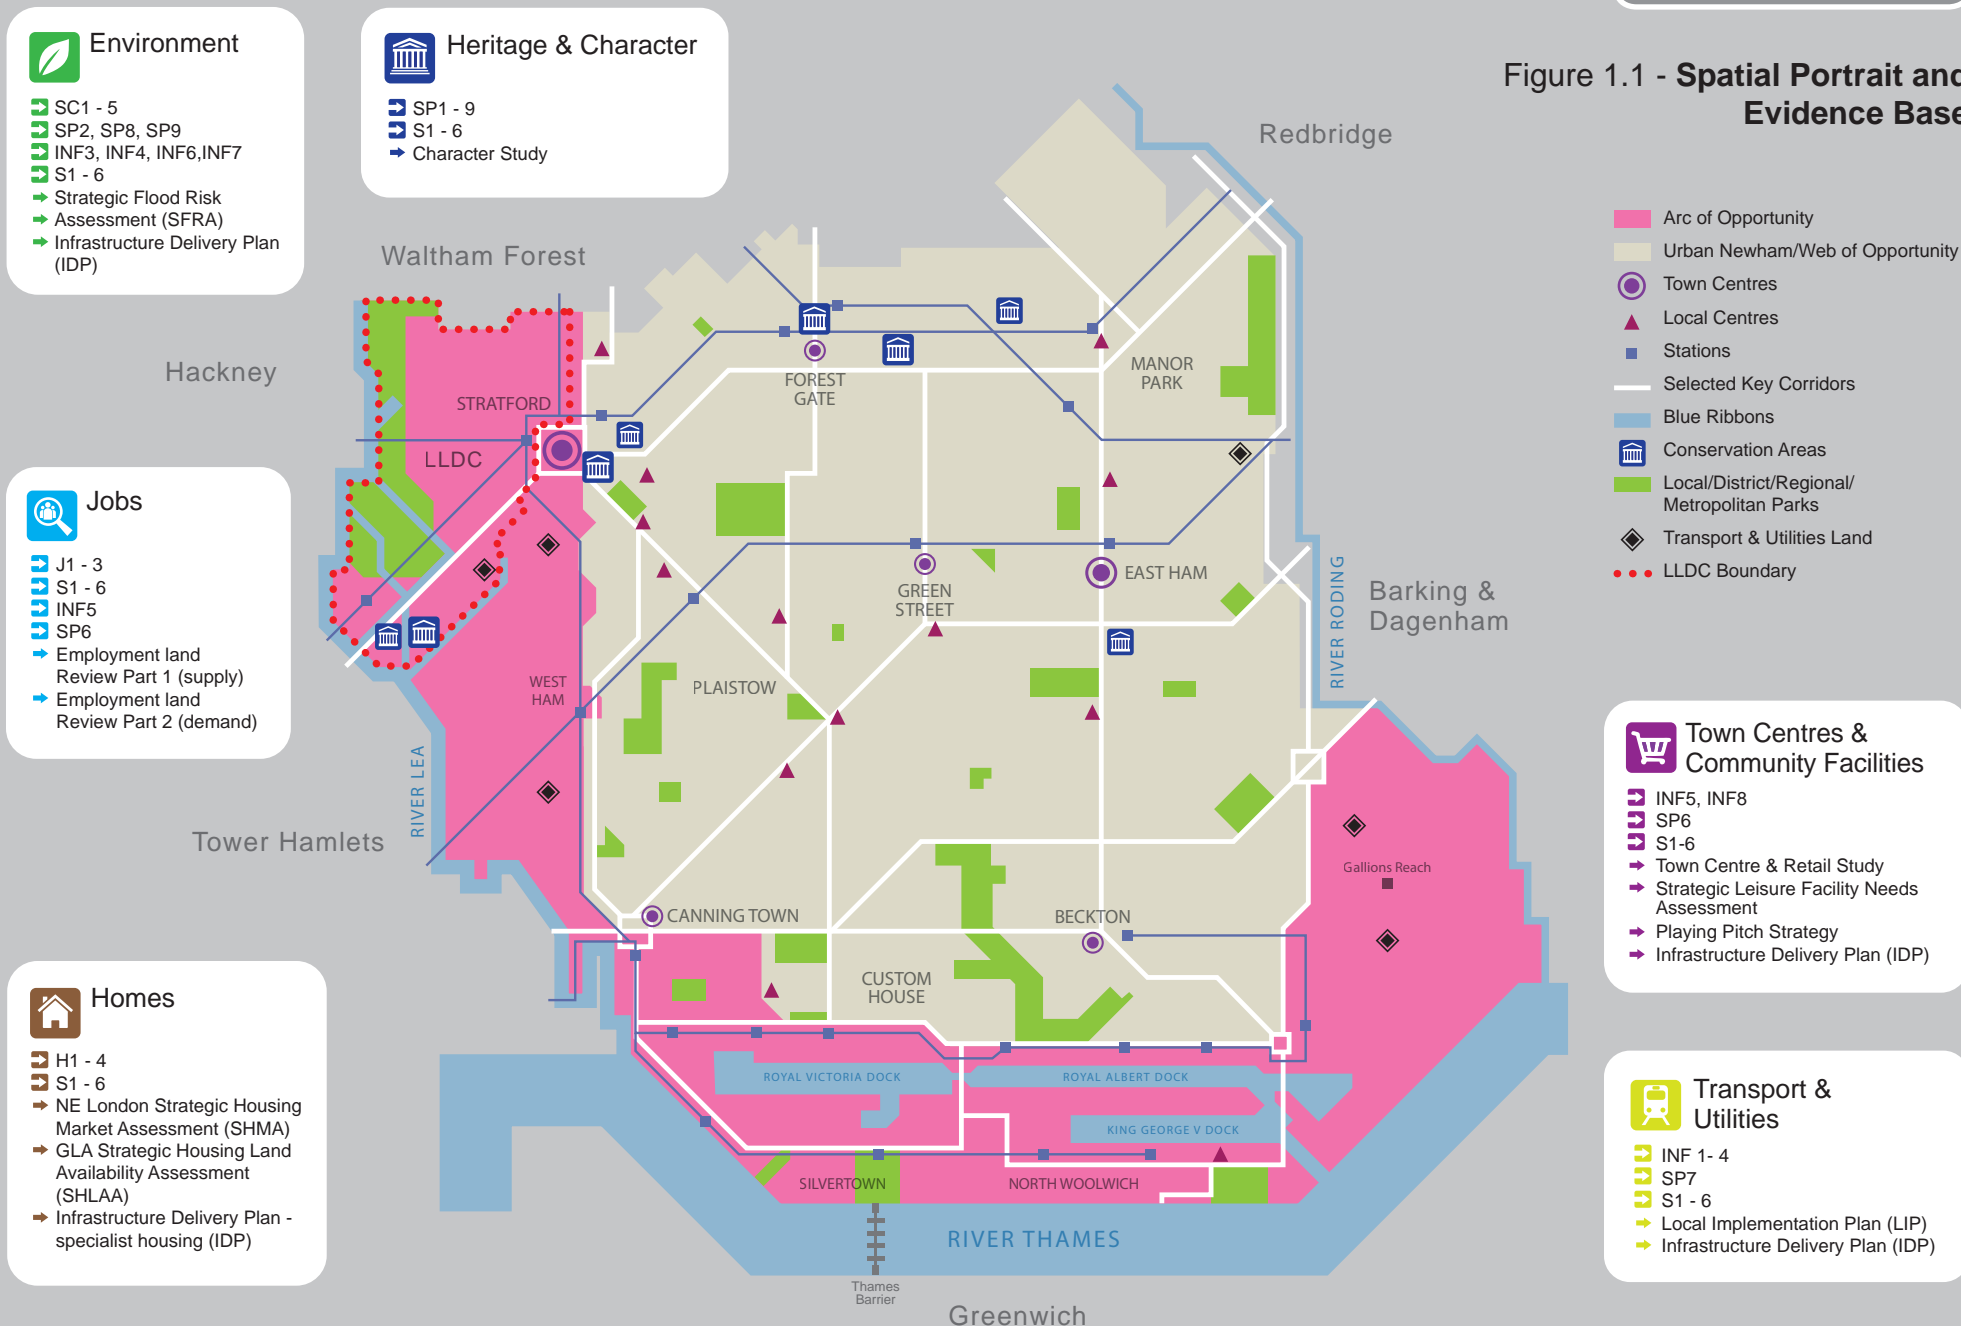 Figure 1.1 - Spatial Portrait and
Evidence Base
Environment
SC1 - 5
SP2, SP8, SP9
INF3, INF4, INF6,INF7
S1 - 6
Strategic Flood Risk
Assessment (SFRA)
Infrastructure Delivery Plan
(IDP)
Heritage & Character
SP1 - 9
S1 - 6
Character Study
Jobs
J1 - 3
S1 - 6
INF5
SP6
Employment land
Review Part 1 (supply)
Employment land
Review Part 2 (demand)
Homes
H1 - 4
S1 - 6
NE London Strategic Housing
Market Assessment (SHMA)
GLA Strategic Housing Land
Availability Assessment
(SHLAA)
Infrastructure Delivery Plan -
specialist housing (IDP)
Redbridge
Waltham Forest
Hackney
Tower Hamlets
Barking &
Dagenham
Greenwich
STRATFORD
LLDC
FOREST
GATE
MANOR
PARK
GREEN
STREET
EAST HAM
WEST
HAM
PLAISTOW
RIVER LEA
RIVER RODING
CANNING TOWN
BECKTON
CUSTOM
HOUSE
Gallions Reach
ROYAL VICTORIA DOCK
ROYAL ALBERT DOCK
KING GEORGE V DOCK
SILVERTOWN
NORTH WOOLWICH
RIVER THAMES
Thames
Barrier
Arc of Opportunity
Urban Newham/Web of Opportunity
Town Centres
Local Centres
Stations
Selected Key Corridors
Blue Ribbons
Conservation Areas
Local/District/Regional/
Metropolitan Parks
Transport & Utilities Land
LLDC Boundary
Town Centres &
Community Facilities
INF5, INF8
SP6
S1-6
Town Centre & Retail Study
Strategic Leisure Facility Needs
Assessment
Playing Pitch Strategy
Infrastructure Delivery Plan (IDP)
Transport &
Utilities
INF 1- 4
SP7
S1 - 6
Local Implementation Plan (LIP)
Infrastructure Delivery Plan (IDP)